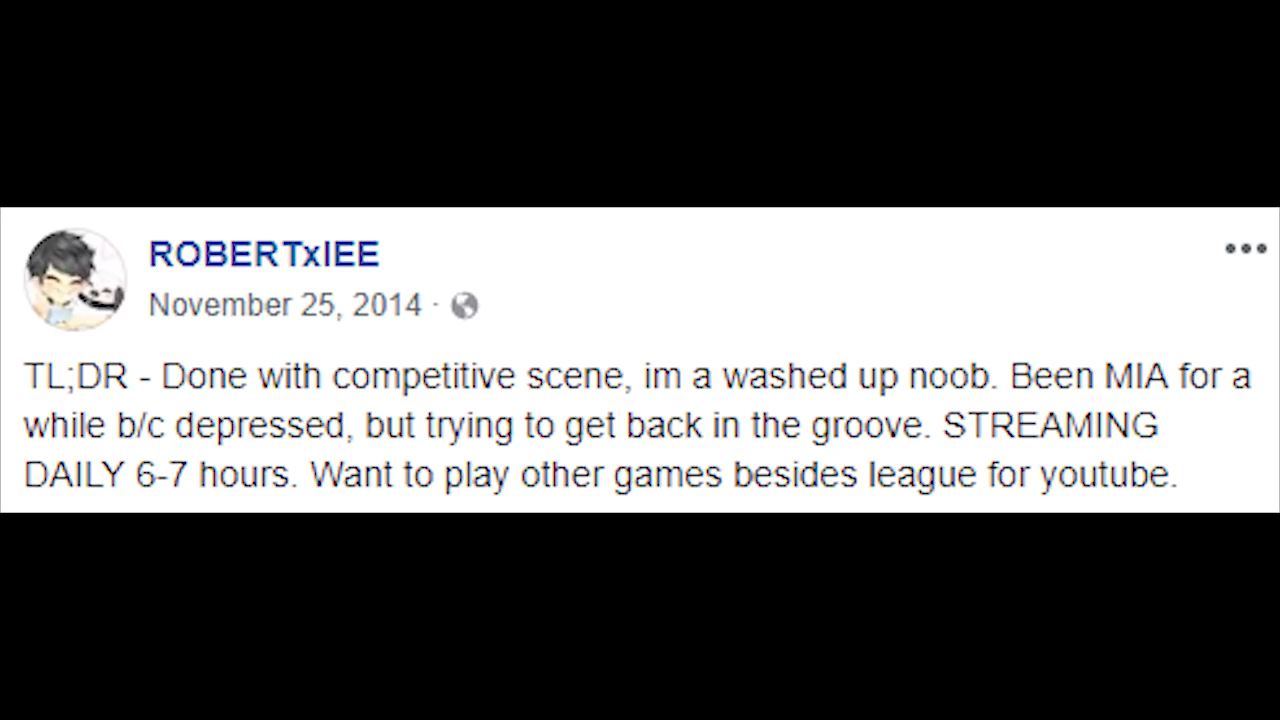 ROBERTxIEE
November 25, 2014 ·
TL;DR - Done with competitive scene, im a washed up noob. Been MIA for a
while b/c depressed, but trying to get back in the groove. STREAMING
DAILY 6-7 hours. Want to play other games besides league for youtube.